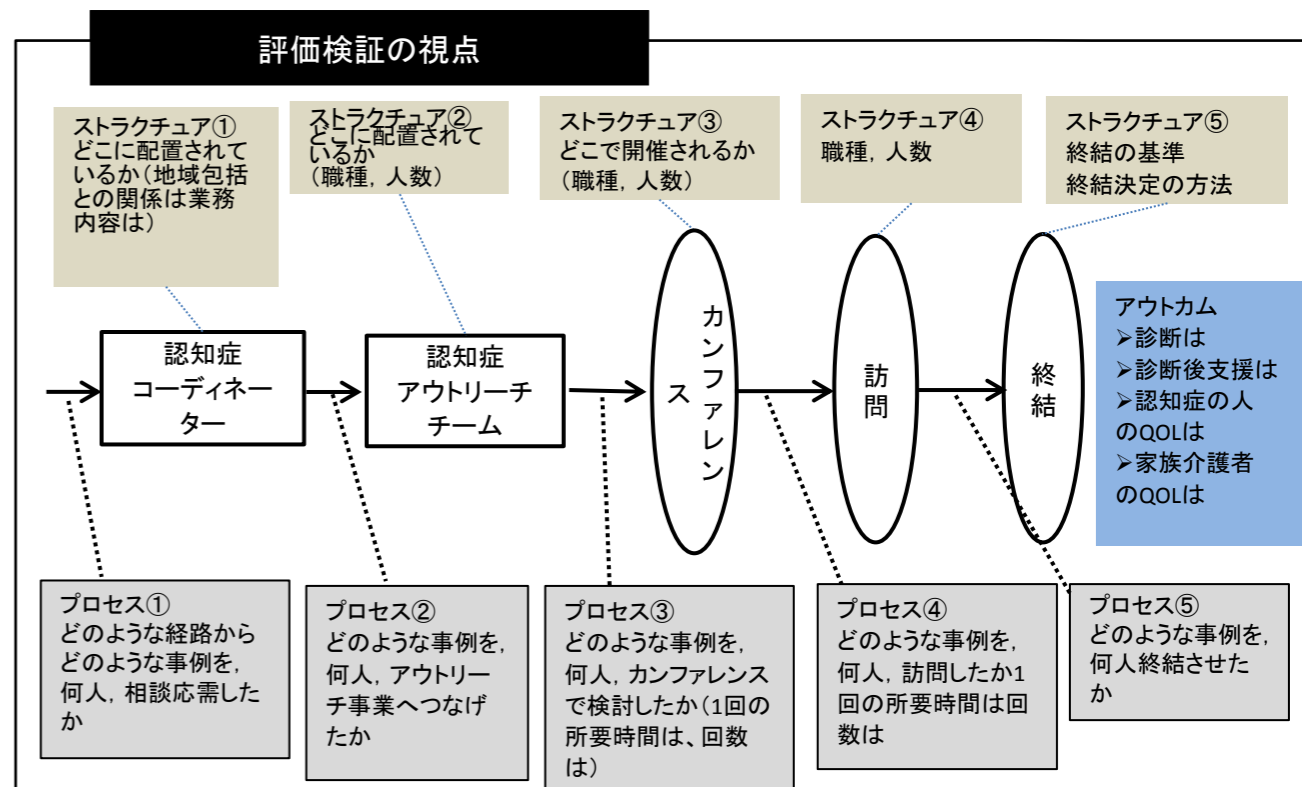 評価検証の視点
ストラクチュア①
どこに配置されて
いるか(地域包括
との関係は業務
内容は)
ストラクチュア②
どこに配置されて
いるか
(職種, 人数)
ストラクチュア③
どこで開催されるか
(職種, 人数)
ストラクチュア④
職種, 人数
ストラクチュア⑤
終結の基準
終結決定の方法
認知症
コーディネー
ター
認知症
アウトリーチ
チーム
カンファレン
ス
訪問
終結
アウトカム
➢診断は
➢診断後支援は
➢認知症の人
のQOLは
➢家族介護者
のQOLは
プロセス①
どのような経路から
どのような事例を,
何人, 相談応需した
か
プロセス②
どのような事例を,
何人, アウトリー
チ事業へつなげ
たか
プロセス③
どのような事例を,
何人, カンファレンス
で検討したか(1回の
所要時間は、回数
は)
プロセス④
どのような事例を,
何人, 訪問したか1
回の所要時間は回
数は
プロセス⑤
どのような事例を,
何人終結させた
か